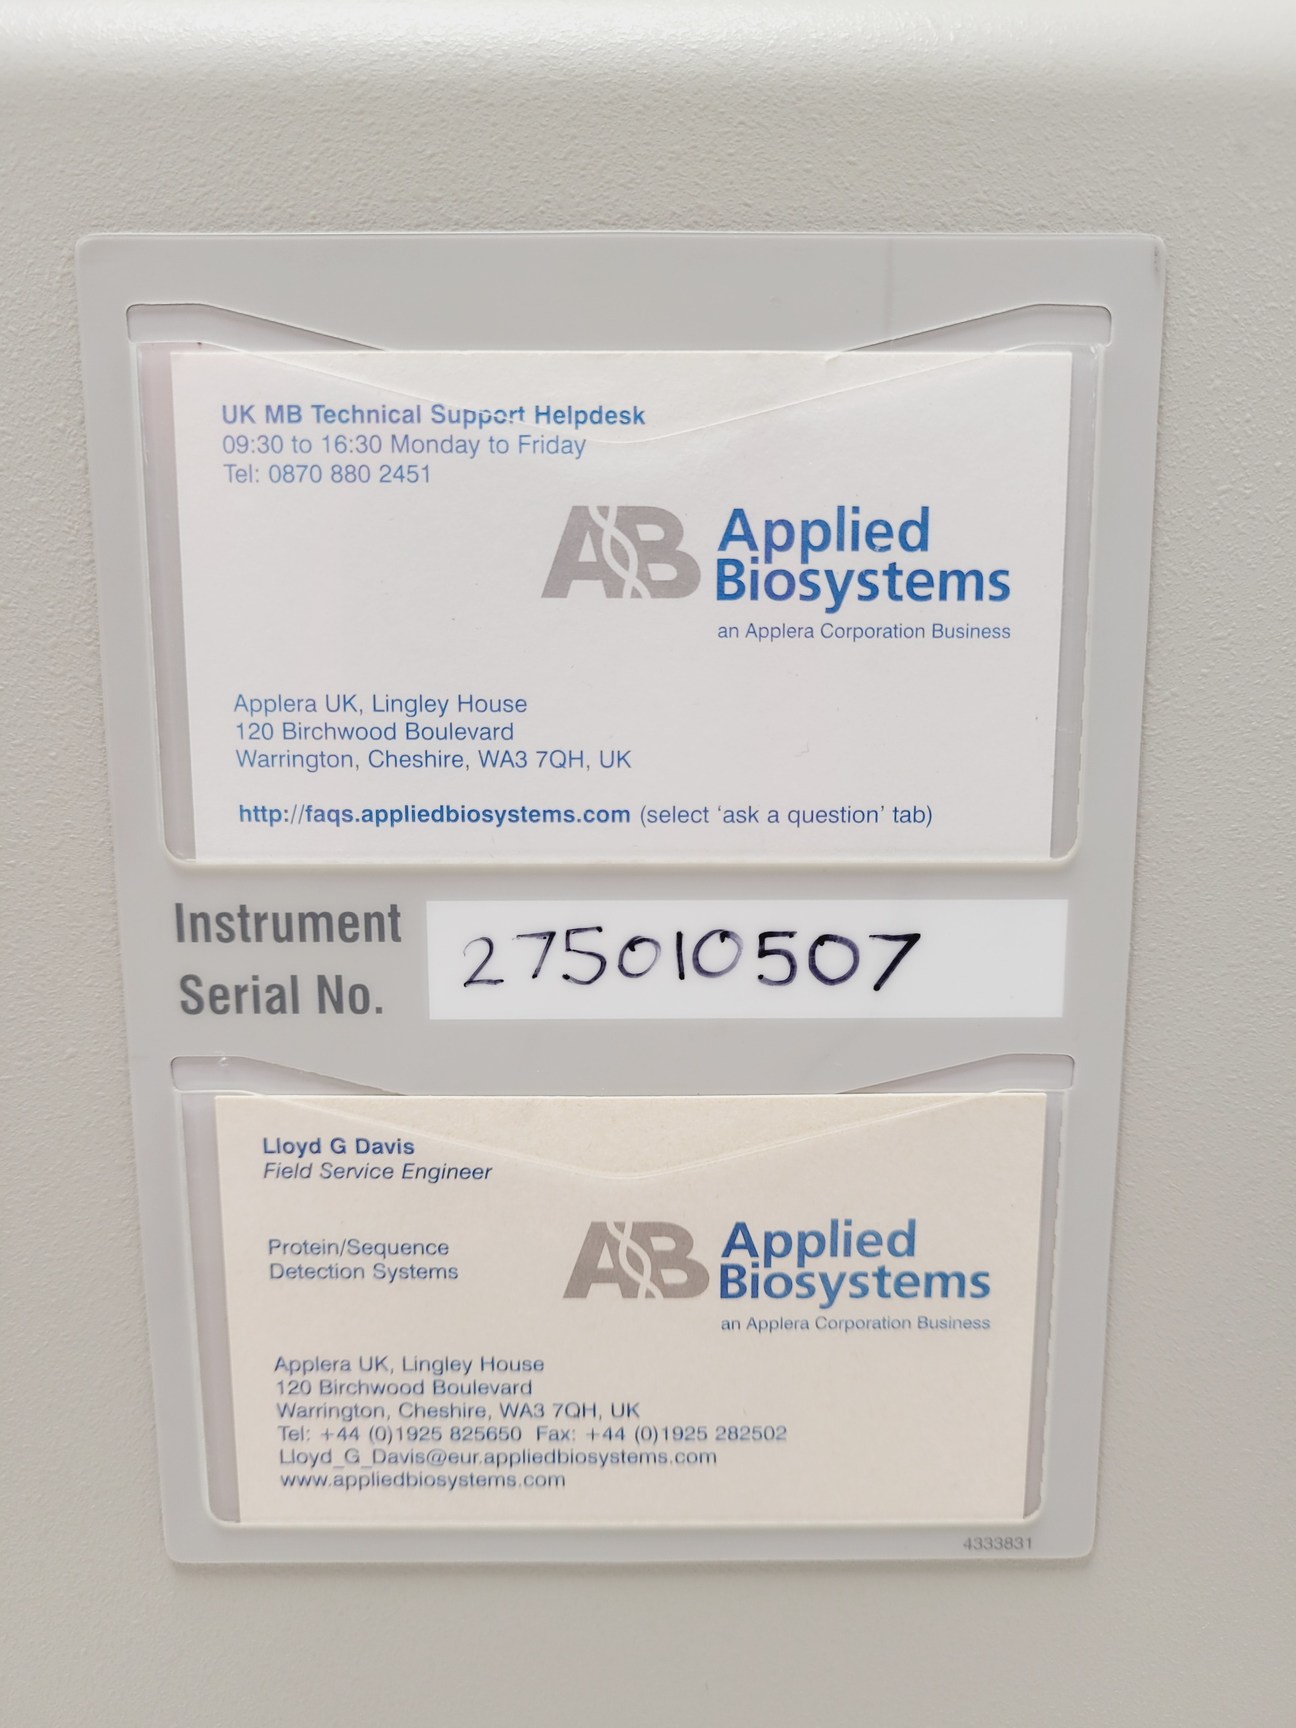 UK MB Technical Support Helpdesk
09:30 to 16:30 Monday to Friday
Tel: 0870 880 2451
AB Applied
Biosystems
an Applera Corporation Business
Applera UK, Lingley House
120 Birchwood Boulevard
Warrington, Cheshire, WA3 7QH, UK
http://faqs.appliedbiosystems.com (select ‘ask a question’ tab)
Instrument
Serial No.
275010507
Lloyd G Davis
Field Service Engineer
Protein/Sequence
Detection Systems
AB Applied
Biosystems
an Applera Corporation Business
Applera UK, Lingley House
120 Birchwood Boulevard
Warrington, Cheshire, WA3 7QH, UK
Tel: +44 (0)1925 825650 Fax: +44 (0)1925 282502
Lloyd_G_Davis@eur.appliedbiosystems.com
www.appliedbiosystems.com
4333831